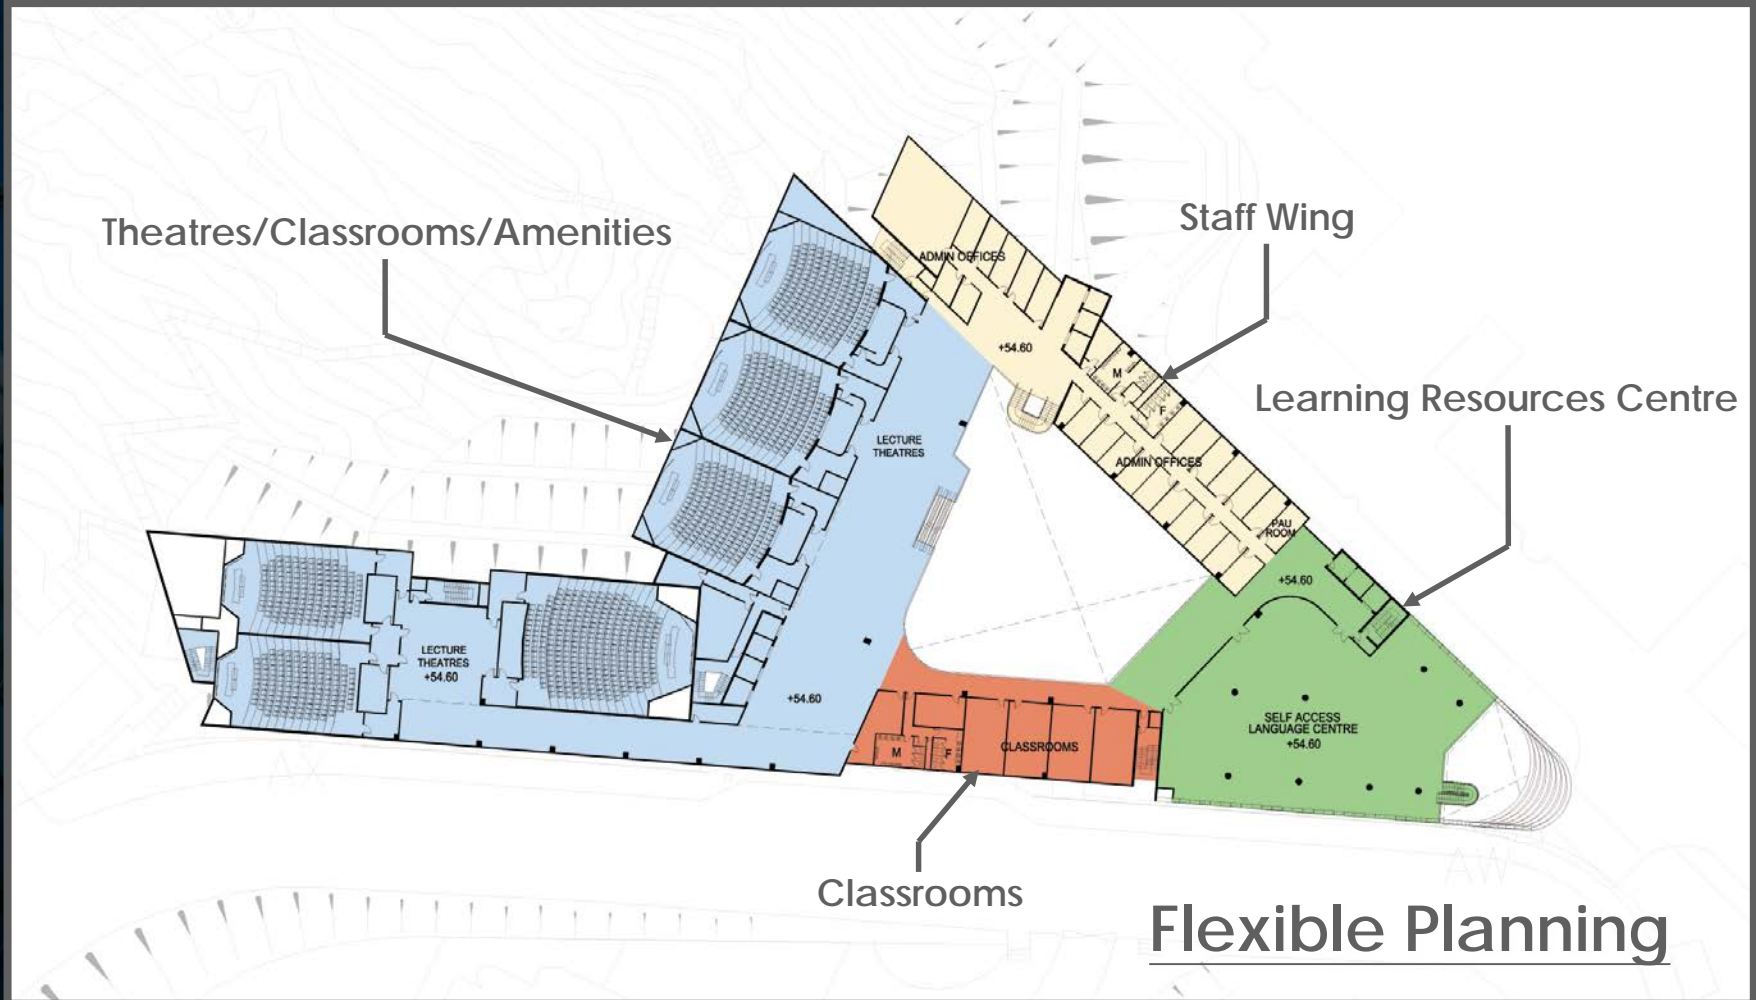 Theatres/Classrooms/Amenities
Staff Wing
ADMIN OFFICES
+54.60
M
F
Learning Resources Centre
LECTURE
THEATRES
ADMIN OFFICES
PAU
ROOM
+54.60
LECTURE
THEATRES
+54.60
+54.60
SELF ACCESS
LANGUAGE CENTRE
+54.60
M
F
CLASSROOMS
Classrooms
Flexible Planning